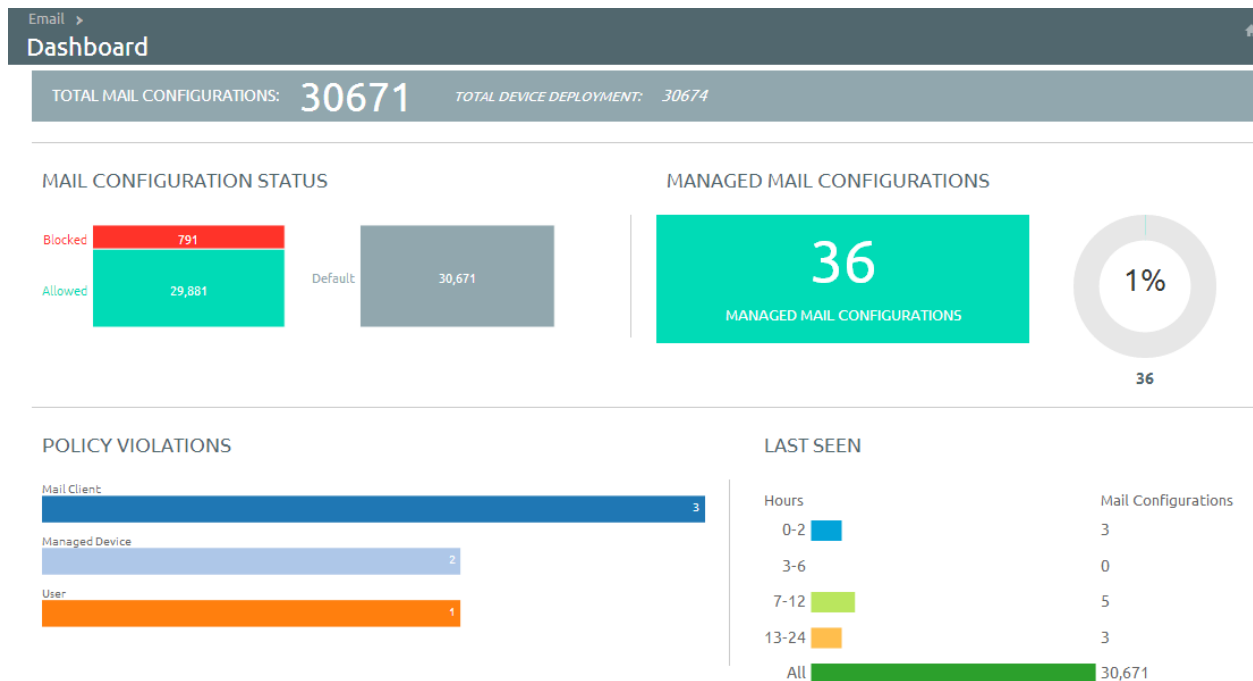 Email >
Dashboard
TOTAL MAIL CONFIGURATIONS: 30671 TOTAL DEVICE DEPLOYMENT: 30674
MAIL CONFIGURATION STATUS
Blocked 791
Allowed 29,881
Default 30,671
MANAGED MAIL CONFIGURATIONS
36
MANAGED MAIL CONFIGURATIONS
1%
36
POLICY VIOLATIONS
Mail Client
3
Managed Device
2
User
1
LAST SEEN
Hours Mail Configurations
0-2 3
3-6 0
7-12 5
13-24 3
All 30,671